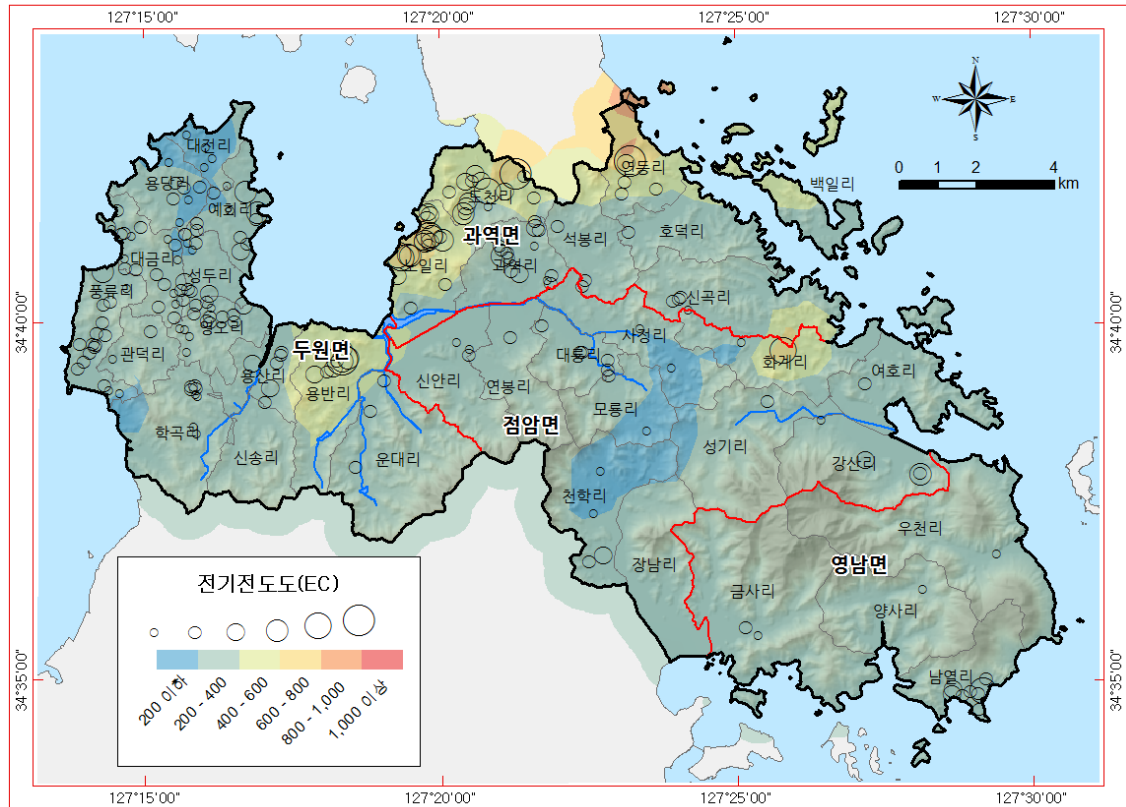 127°15'00" 127°20'00" 127°25'00" 127°30'00"
34°40'00" 34°40'00"
34°35'00" 34°35'00"
N
W E
S
0 1 2 4
km
대전리
용당리
예회리
대금리
성두리
풍류리
영오리
관덕리
용산리
학곡리
신송리
두원면
용반리
운대리
연등리
백일리
도천리
과역면
노일리
과역리
석봉리
호덕리
신곡리
사정리
화계리
여호리
대룡리
신안리
연봉리
모룡리
점암면
성기리
강산리
천학리
우천리
장남리
금사리
영남면
양사리
남열리
전기전도도(EC)
200 이하
200 - 400
400 - 600
600 - 800
800 - 1,000
1,000 이상
127°15'00" 127°20'00" 127°25'00" 127°30'00"